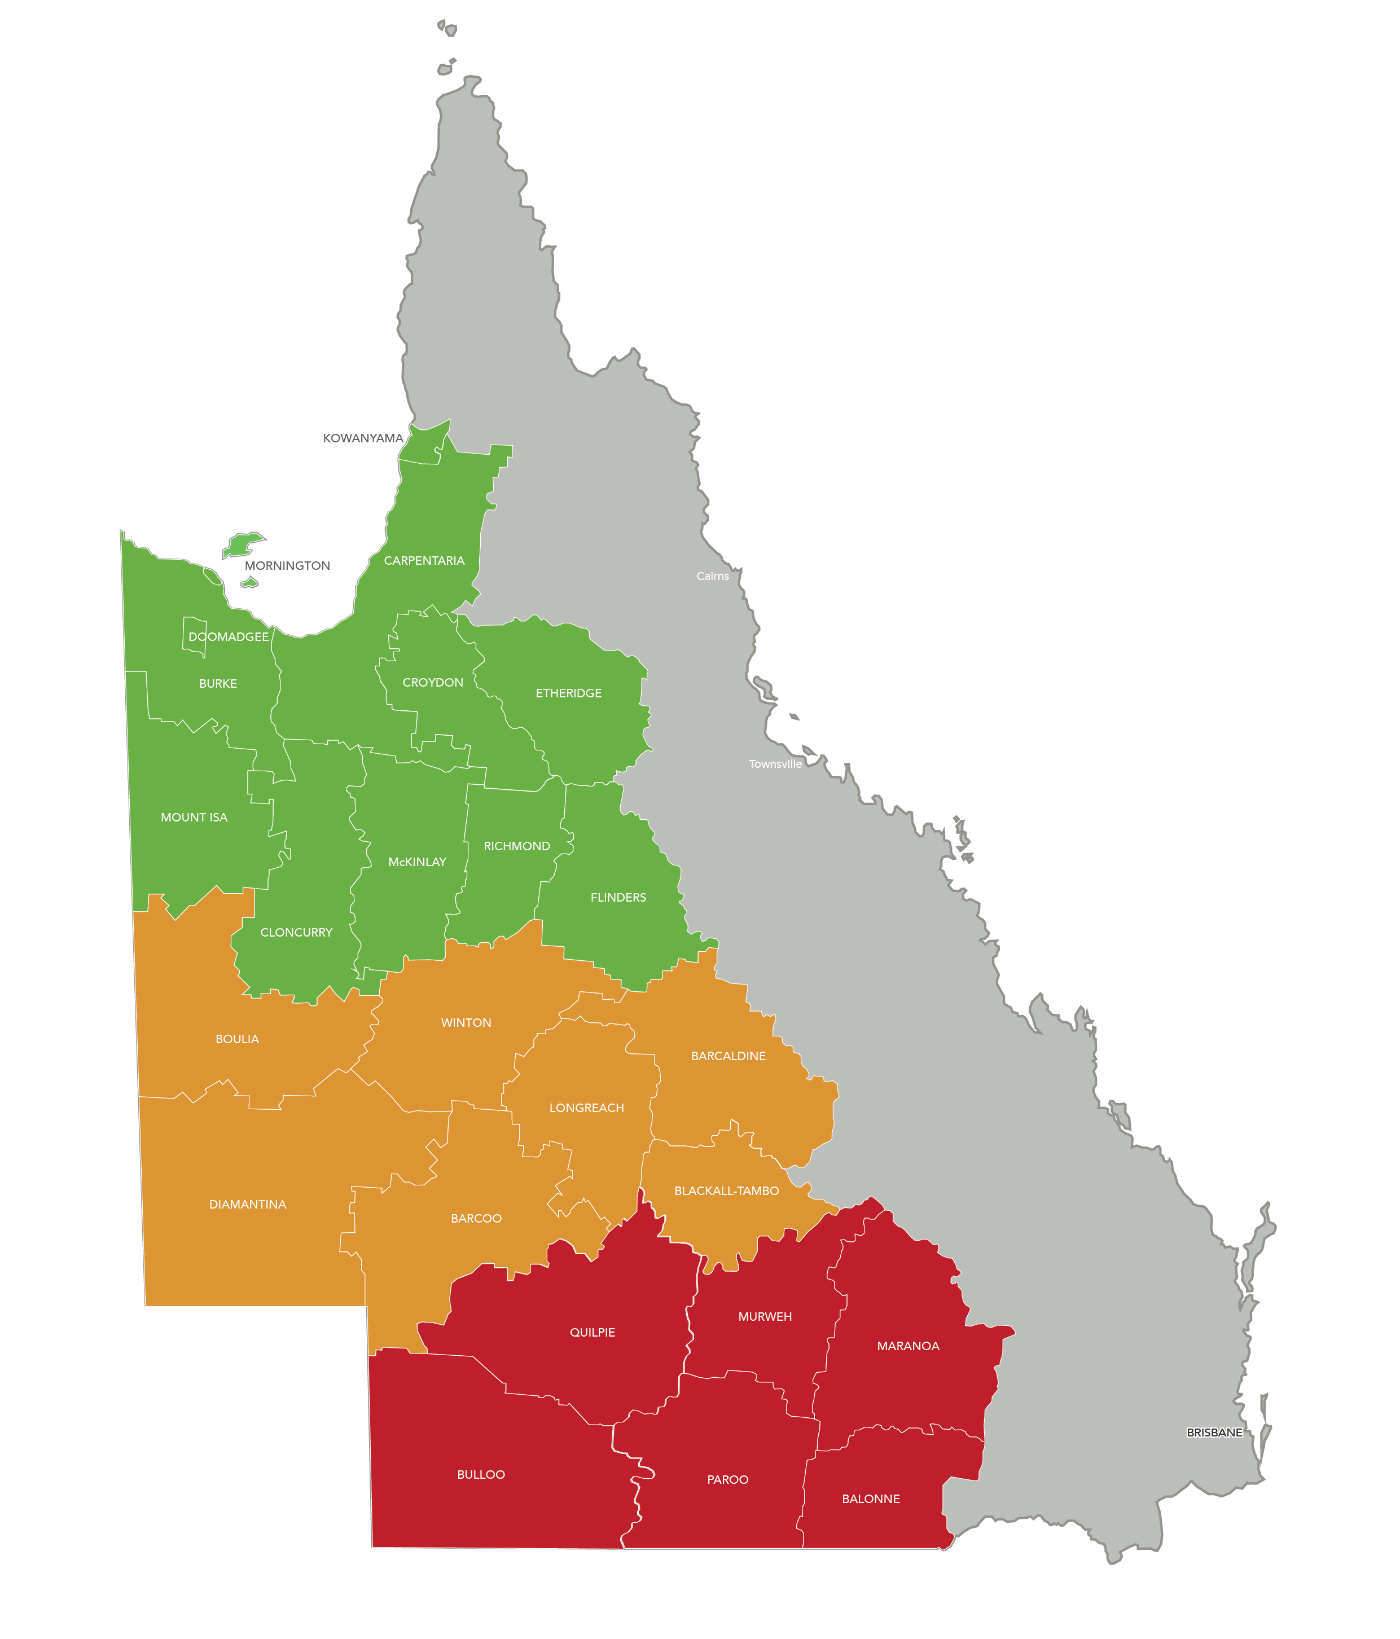 KOWANYAMA
CARPENTARIA
MORNINGTON
Cairns
DOOMADGEE
BURKE
CROYDON
ETHERIDGE
Townsville
MOUNT ISA
RICHMOND
McKINLAY
FLINDERS
CLONCURRY
WINTON
BOULIA
BARCALDINE
LONGREACH
BLACKALL-TAMBO
DIAMANTINA
BARCOO
MURWEH
QUILPIE
MARANOA
BRISBANE
BULLOO
PAROO
BALONNE